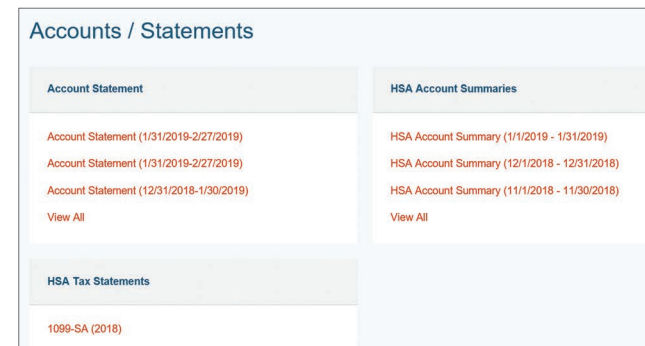 Accounts / Statements
Account Statement
Account Statement (1/31/2019-2/27/2019)
Account Statement (1/31/2019-2/27/2019)
Account Statement (12/31/2018-1/30/2019)
View All
HSA Account Summaries
HSA Account Summary (1/1/2019 - 1/31/2019)
HSA Account Summary (12/1/2018 - 12/31/2018)
HSA Account Summary (11/1/2018 - 11/30/2018)
View All
HSA Tax Statements
1099-SA (2018)